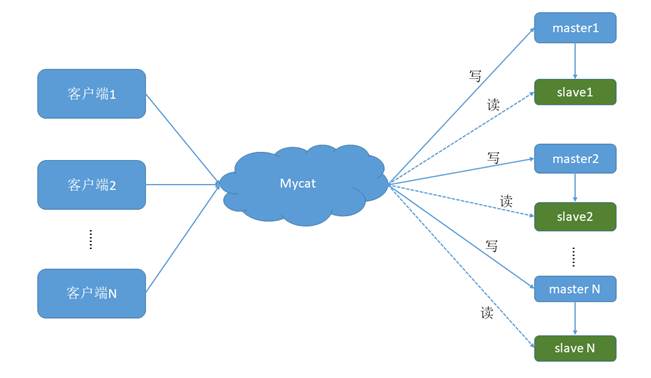 客户端1
客户端2
客户端N
Mycat
写
读
写
读
写
读
master1
slave1
master2
slave2
master N
slave N